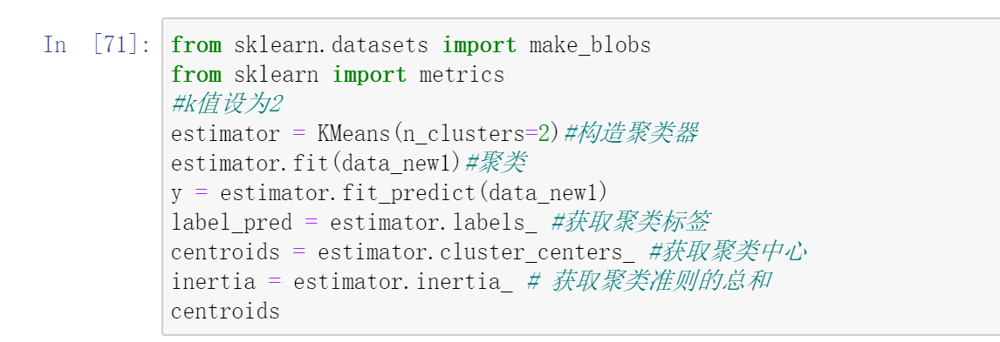 In [71]: from sklearn.datasets import make_blobs
from sklearn import metrics
#k值设为2
estimator = KMeans(n_clusters=2)#构造聚类器
estimator.fit(data_new1)#聚类
y = estimator.fit_predict(data_new1)
label_pred = estimator.labels_ #获取聚类标签
centroids = estimator.cluster_centers_ #获取聚类中心
inertia = estimator.inertia_ # 获取聚类准则的总和
centroids